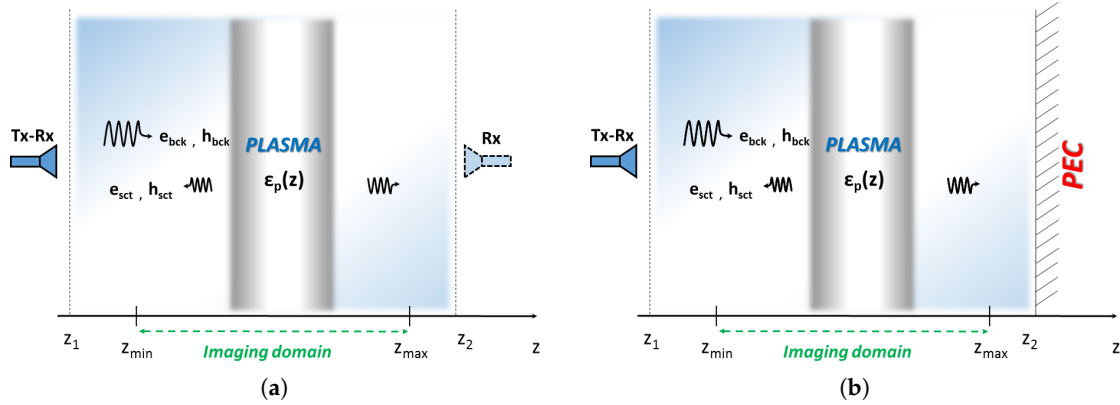 Tx-Rx
e_bck , h_bck
PLASMA
Rx
e_sct , h_sct
ε_p(z)
z_1
z_min
Imaging domain
z_max
z_2
z
(a)
Tx-Rx
e_bck , h_bck
PLASMA
PEC
e_sct , h_sct
ε_p(z)
z_1
z_min
Imaging domain
z_max
z_2
z
(b)